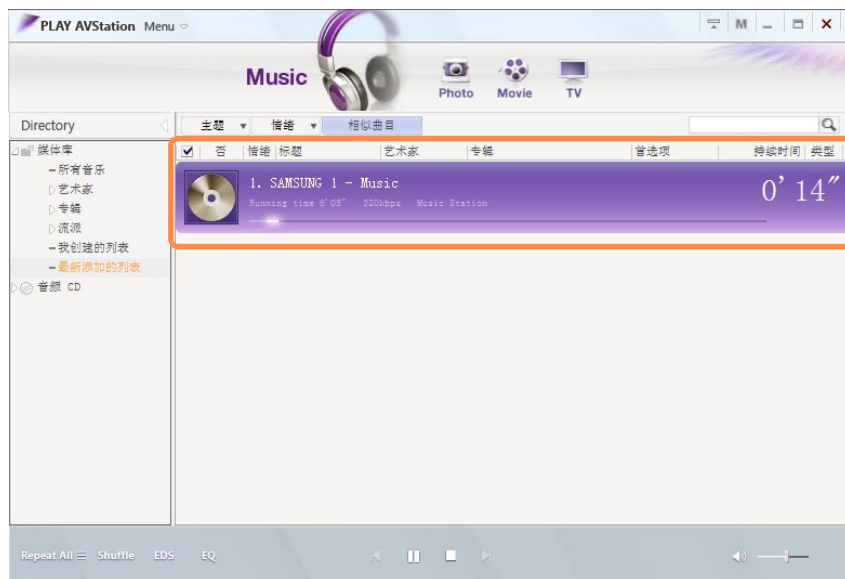 PLAY AVStation Menu
M
Music
Photo Movie TV
Directory
主题 情绪 相似曲目
否 情绪 标题 艺术家 专辑 首选项 持续时间 类型
媒体库
所有音乐
艺术家
专辑
流派
我创建的列表
最新添加的列表
音频 CD
1. SAMSUNG 1 - Music
0' 14"
Running time 6'03" 320kbps Music Station
Repeat All Shuffle EDS EQ